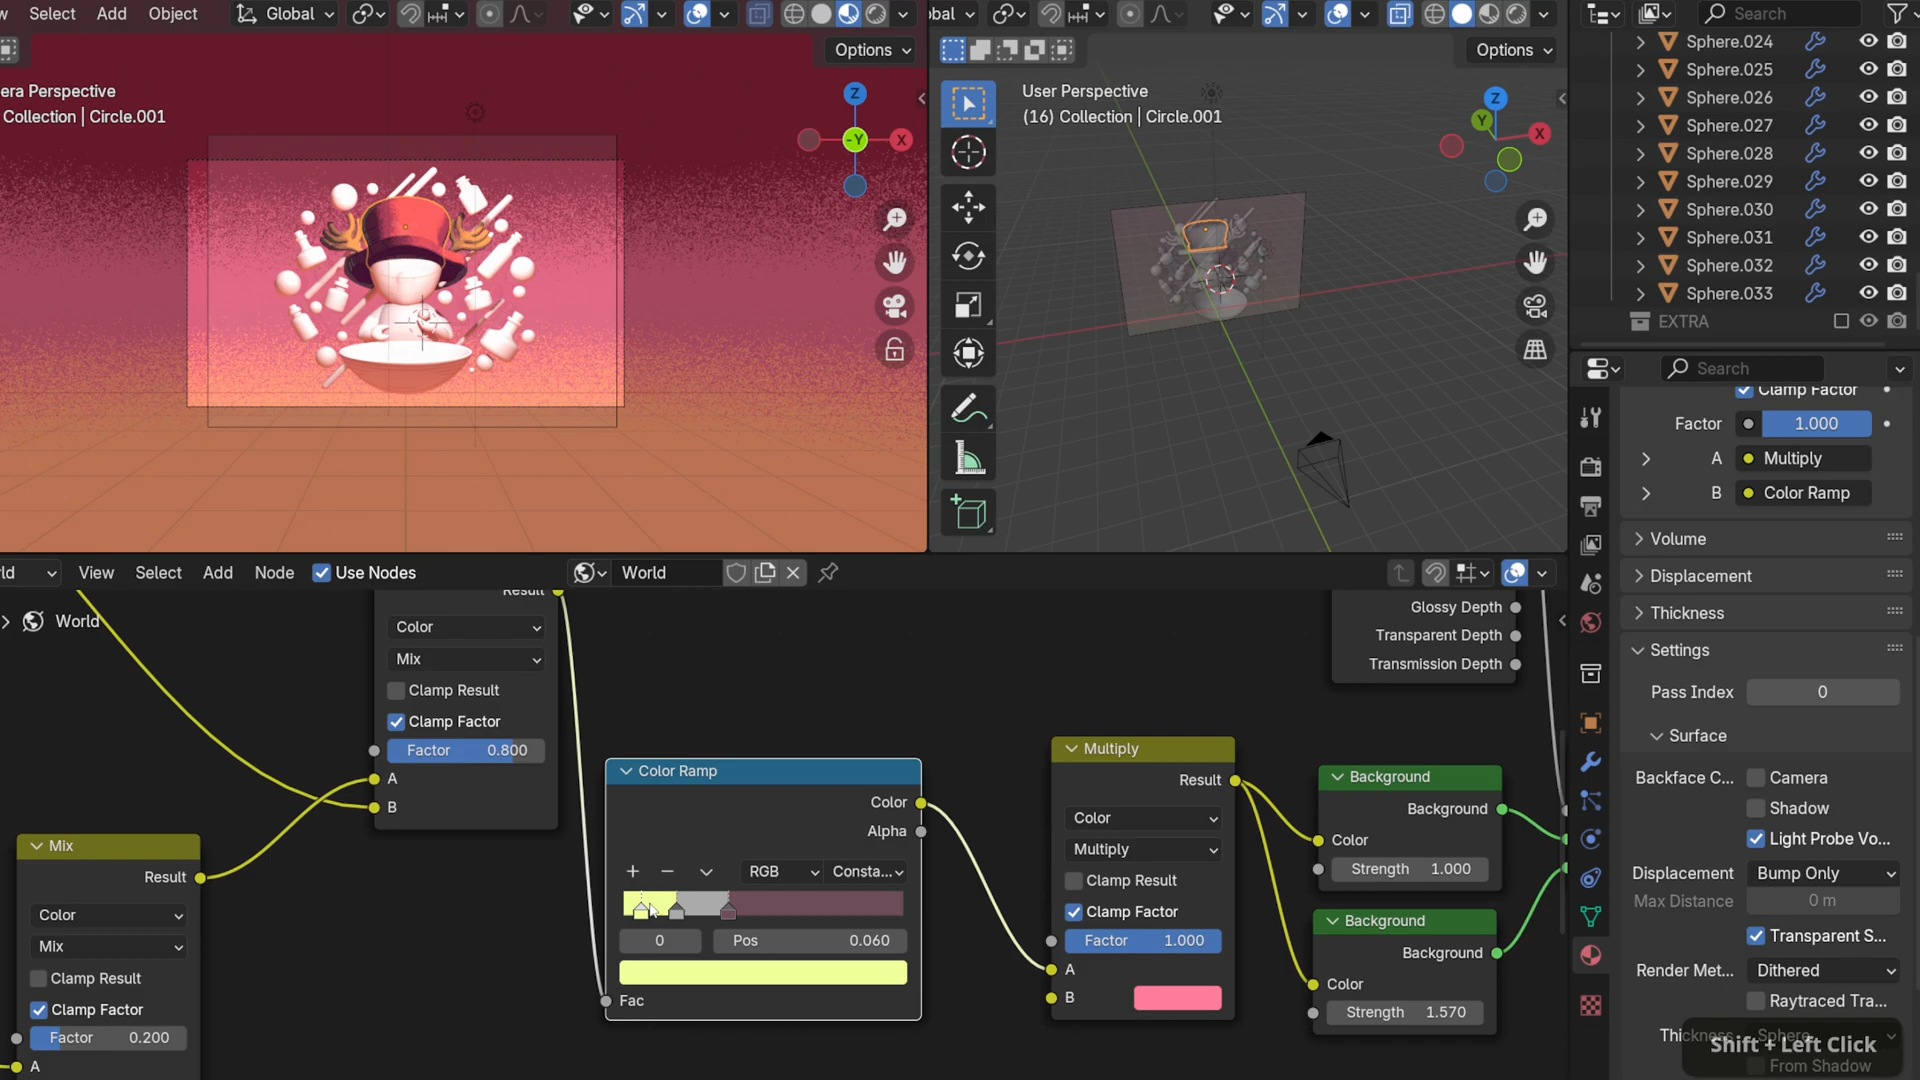 Select Add Object Global
Options
era Perspective
Collection | Circle.001
Z
-Y
X
bal
Options
User Perspective
(16) Collection | Circle.001
Z
Y
X
Search
Sphere.024
Sphere.025
Sphere.026
Sphere.027
Sphere.028
Sphere.029
Sphere.030
Sphere.031
Sphere.032
Sphere.033
EXTRA
Search
Clamp Factor
Factor 1.000
A Multiply
B Color Ramp
Volume
Displacement
Thickness
Settings
Pass Index 0
Surface
Backface C... Camera
Shadow
Light Probe Vo...
Displacement Bump Only
Max Distance 0 m
Transparent S...
Render Met... Dithered
Raytraced Tra...
Sphere
From Shadow
Shift + Left Click
ld View Select Add Node Use Nodes World
World
Result
Color
Mix
Clamp Result
Clamp Factor
Factor 0.800
A
B
Mix
Result
Color
Mix
Clamp Result
Clamp Factor
Factor 0.200
A
Color Ramp
Color
Alpha
RGB Consta...
0 Pos 0.060
Fac
Multiply
Result
Color
Multiply
Clamp Result
Clamp Factor
Factor 1.000
A
B
Glossy Depth
Transparent Depth
Transmission Depth
Background
Background
Color
Strength 1.000
Background
Background
Color
Strength 1.570